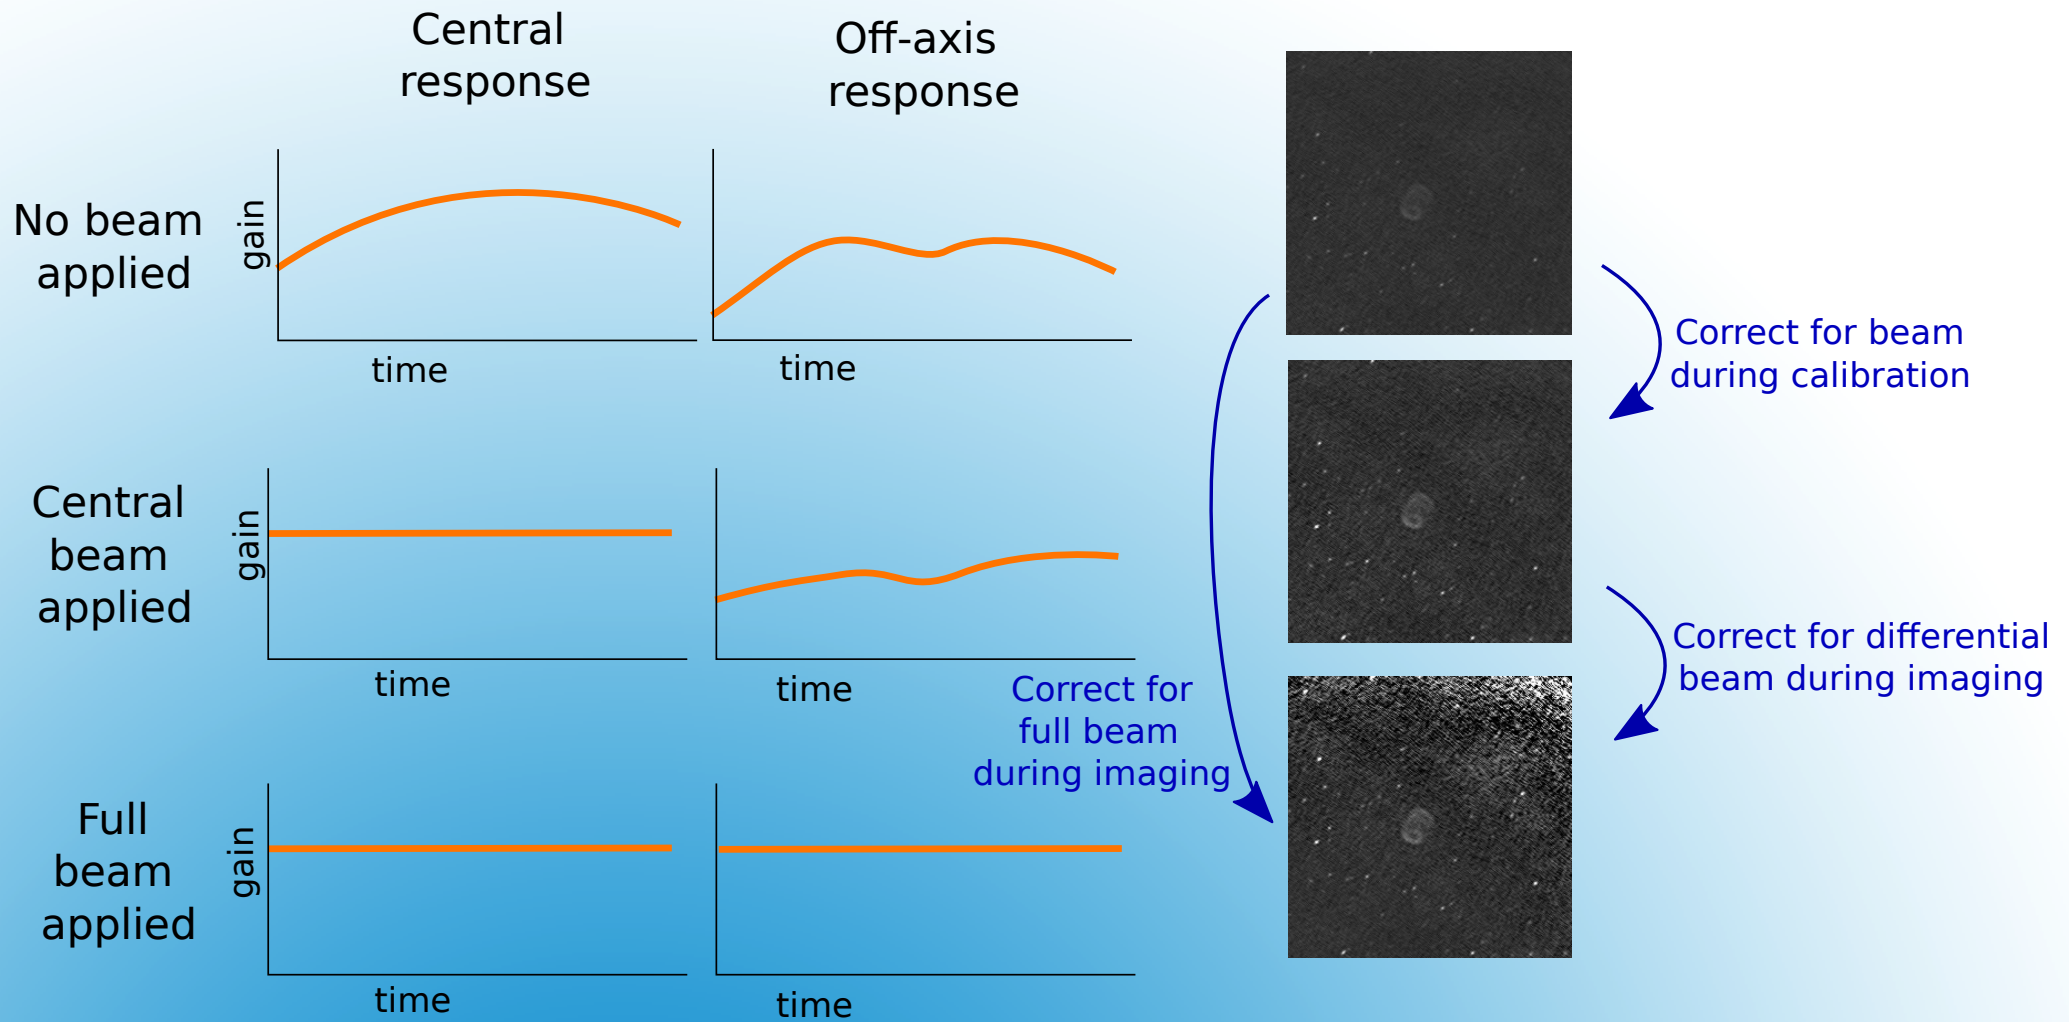 Central
response
Off-axis
response
No beam
applied
gain
time
time
Correct for beam
during calibration
Central
beam
applied
gain
time
time
Correct for differential
beam during imaging
Correct for
full beam
during imaging
Full
beam
applied
gain
time
time